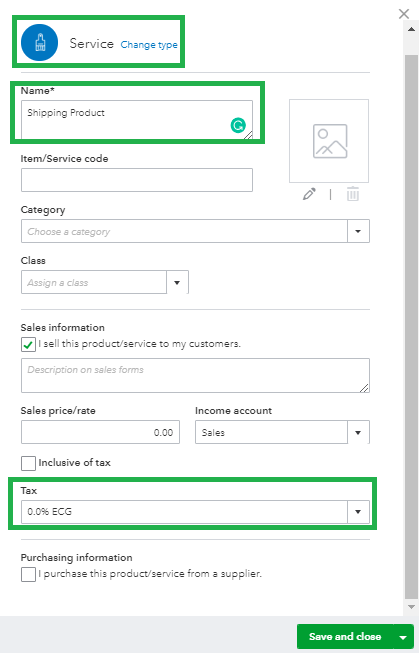 Service Change type
Name*
Shipping Product
Item/Service code
Category
Choose a category
Class
Assign a class
Sales information
I sell this product/service to my customers.
Description on sales forms
Sales price/rate Income account
0.00 Sales
Inclusive of tax
Tax
0.0% ECG
Purchasing information
I purchase this product/service from a supplier.
Save and close